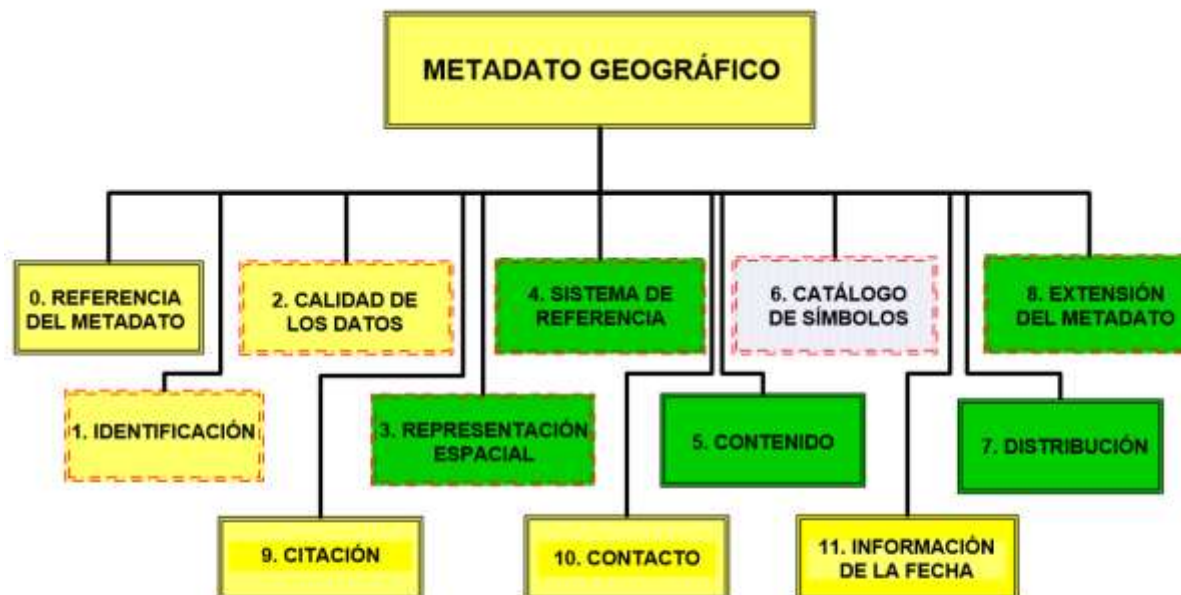 METADATO GEOGRÁFICO
0. REFERENCIA
DEL METADATO
2. CALIDAD DE
LOS DATOS
4. SISTEMA DE
REFERENCIA
6. CATÁLOGO
DE SÍMBOLOS
8. EXTENSIÓN
DEL METADATO
1. IDENTIFICACIÓN
3. REPRESENTACIÓN
ESPACIAL
5. CONTENIDO
7. DISTRIBUCIÓN
9. CITACIÓN
10. CONTACTO
11. INFORMACIÓN
DE LA FECHA